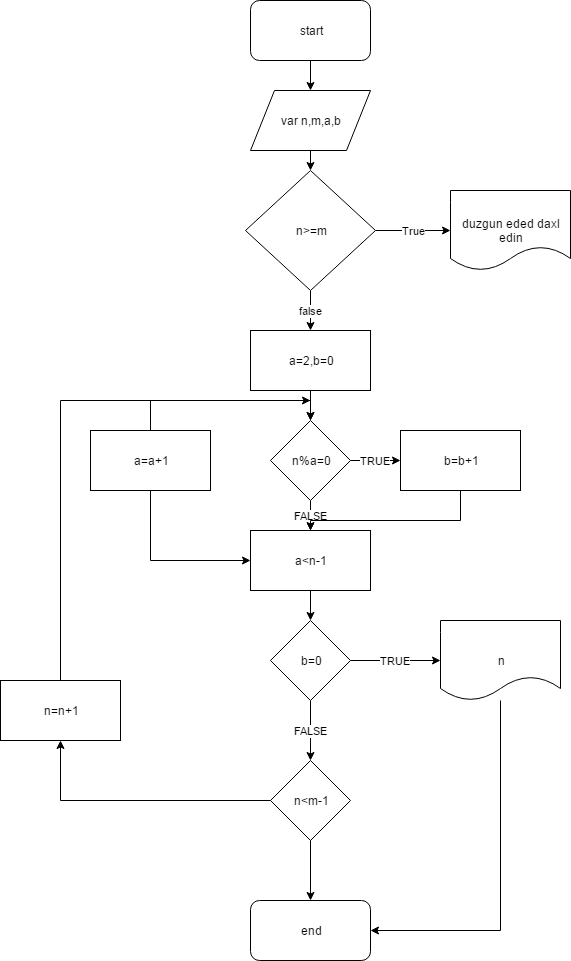 start
var n,m,a,b
n>=m
True
duzgun eded daxl
edin
false
a=2,b=0
a=a+1
n%a=0
TRUE
b=b+1
FALSE
a<n-1
b=0
TRUE
n
n=n+1
FALSE
n<m-1
end